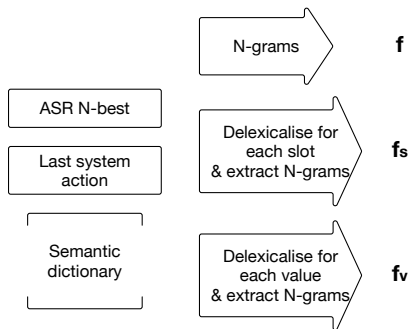 N-grams
f
ASR N-best
Last system
action
Semantic
dictionary
Delexicalise for
each slot
& extract N-grams
fs
Delexicalise for
each value
& extract N-grams
fv